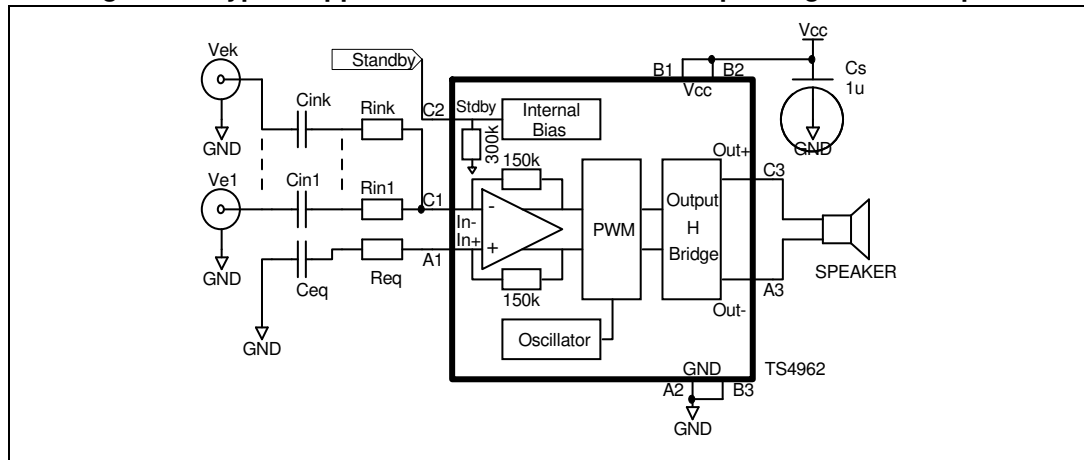 Vcc
Vek
Standby
B1
B2
Cs
Vcc
1u
Cink
Rink
C2
Stdby
Internal
Bias
GND
300k
GND
Out+
150k
C3
Ve1
Cin1
Rin1
C1
In-
-
PWM
Output
H
Bridge
In+
+
GND
Ceq
Req
A1
150k
SPEAKER
A3
Out-
Oscillator
GND
GND
TS4962
A2
B3
GND